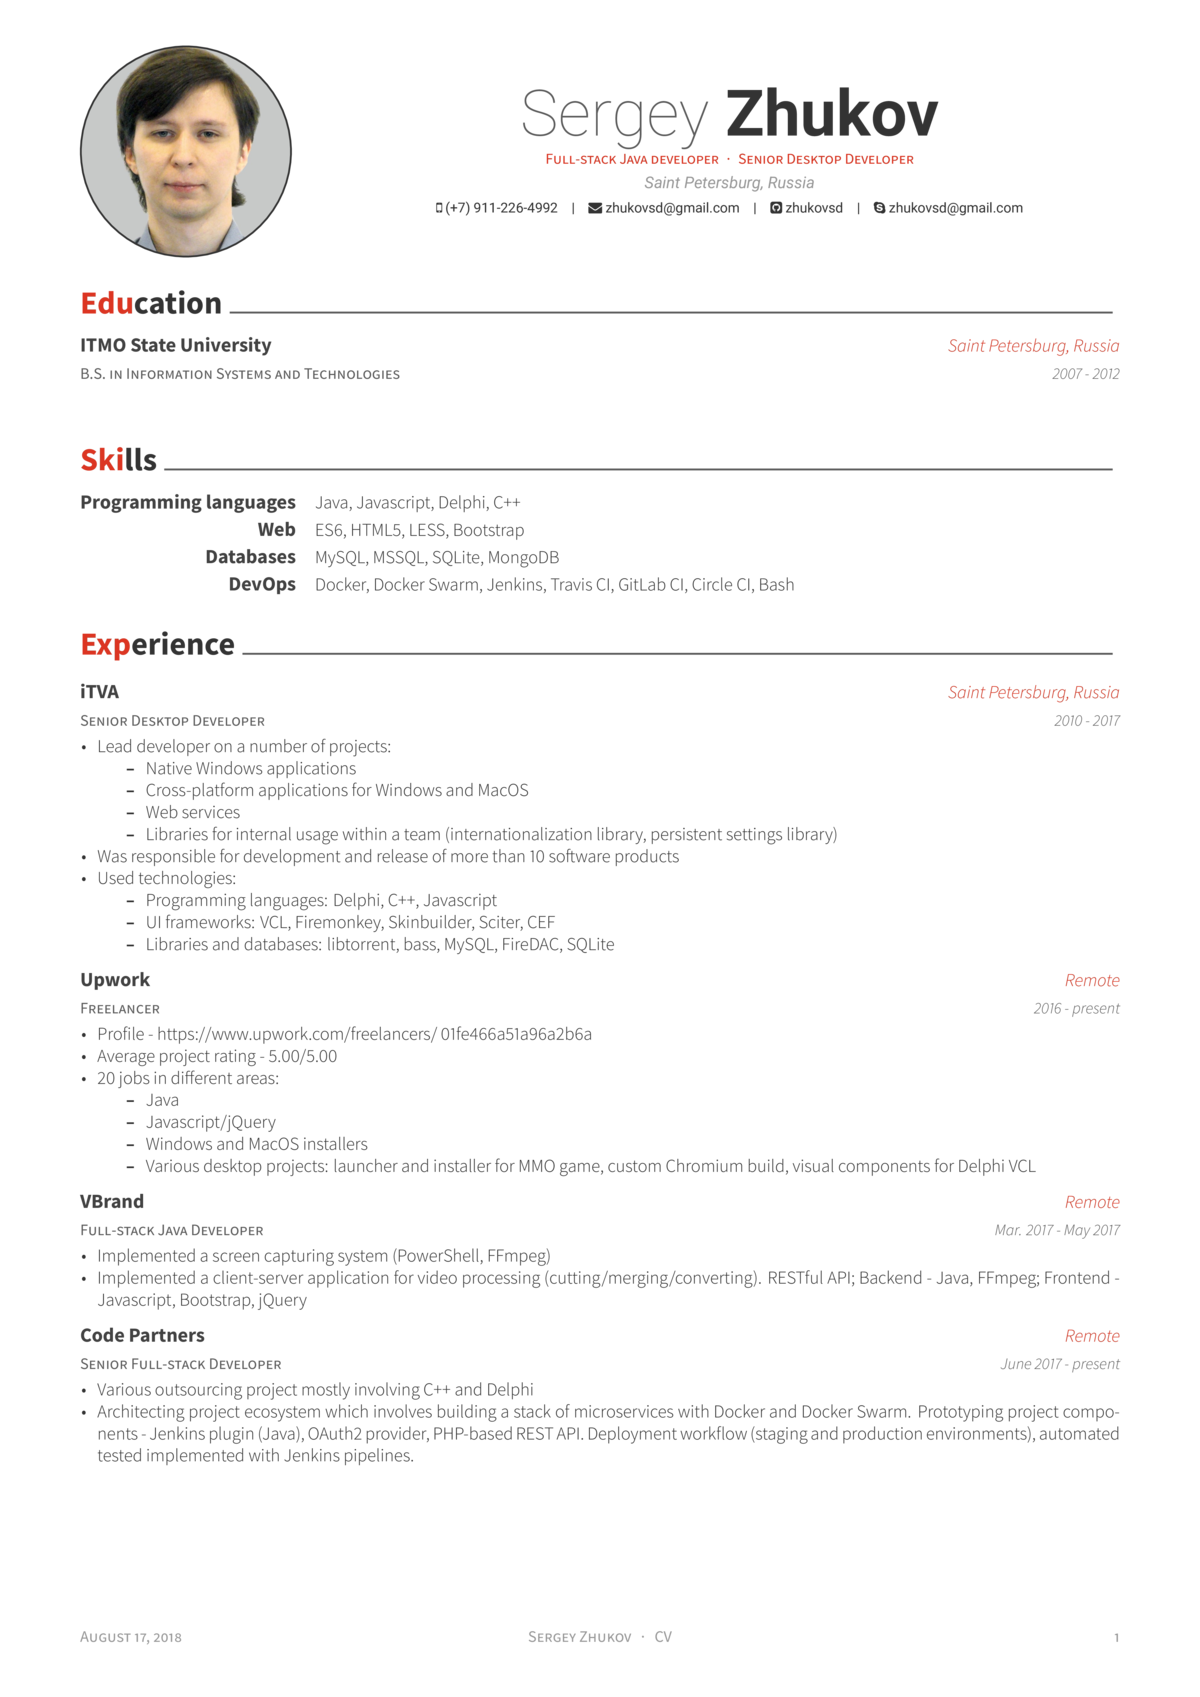 Sergey Zhukov
Full-stack Java developer · Senior Desktop Developer
Saint Petersburg, Russia
(+7) 911-226-4992 | zhukovsd@gmail.com | zhukovsd | zhukovsd@gmail.com
Education
ITMO State University Saint Petersburg, Russia
B.S. in Information Systems and Technologies 2007 - 2012
Skills
Programming languages Java, Javascript, Delphi, C++
Web ES6, HTML5, LESS, Bootstrap
Databases MySQL, MSSQL, SQLite, MongoDB
DevOps Docker, Docker Swarm, Jenkins, Travis CI, GitLab CI, Circle CI, Bash
Experience
iTVA Saint Petersburg, Russia
Senior Desktop Developer 2010 - 2017
• Lead developer on a number of projects:
– Native Windows applications
– Cross-platform applications for Windows and MacOS
– Web services
– Libraries for internal usage within a team (internationalization library, persistent settings library)
• Was responsible for development and release of more than 10 software products
• Used technologies:
– Programming languages: Delphi, C++, Javascript
– UI frameworks: VCL, Firemonkey, Skinbuilder, Sciter, CEF
– Libraries and databases: libtorrent, bass, MySQL, FireDAC, SQLite
Upwork Remote
Freelancer 2016 - present
• Profile - https://www.upwork.com/freelancers/ 01fe466a51a96a2b6a
• Average project rating - 5.00/5.00
• 20 jobs in different areas:
– Java
– Javascript/jQuery
– Windows and MacOS installers
– Various desktop projects: launcher and installer for MMO game, custom Chromium build, visual components for Delphi VCL
VBrand Remote
Full-stack Java Developer Mar. 2017 - May 2017
• Implemented a screen capturing system (PowerShell, FFmpeg)
• Implemented a client-server application for video processing (cutting/merging/converting). RESTful API; Backend - Java, FFmpeg; Frontend -
Javascript, Bootstrap, jQuery
Code Partners Remote
Senior Full-stack Developer June 2017 - present
• Various outsourcing project mostly involving C++ and Delphi
• Architecting project ecosystem which involves building a stack of microservices with Docker and Docker Swarm. Prototyping project compo-
nents - Jenkins plugin (Java), OAuth2 provider, PHP-based REST API. Deployment workflow (staging and production environments), automated
tested implemented with Jenkins pipelines.
August 17, 2018 Sergey Zhukov · CV 1